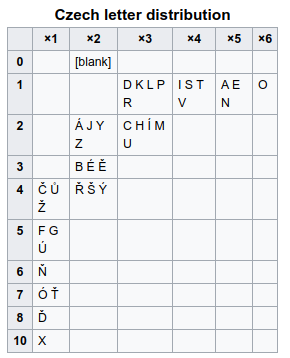 Czech letter distribution
×1 ×2 ×3 ×4 ×5 ×6
0 [blank]
1 D K L P R I S T V A E N O
2 Á J Y Z C H Í M U
3 B É Ě
4 Č Ů Ž Ř Š Ý
5 F G Ú
6 Ň
7 Ó Ť
8 Ď
10 X